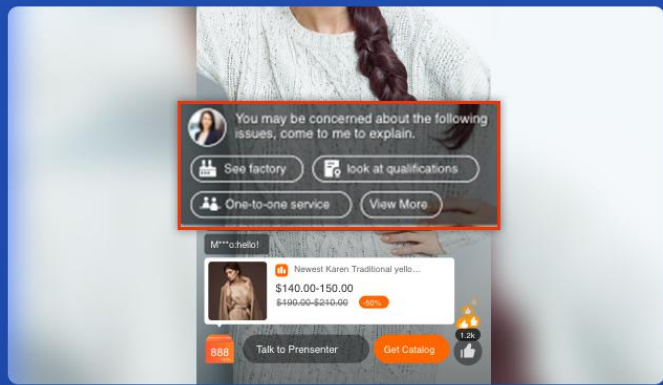 You may be concerned about the following
issues, come to me to explain.
See factory
look at qualifications
One-to-one service
View More
M***o:hello!
Newest Karen Traditional yello...
$140.00-150.00
$190.00-$210.00
-50%
1.2k
888
Talk to Prensenter
Get Catalog